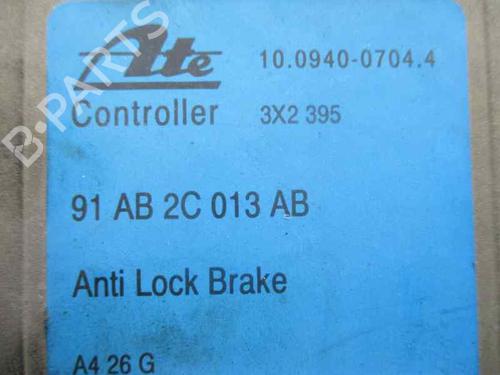 Ate 10.0940-0704.4
Controller 3X2 395
91 AB 2C 013 AB
Anti Lock Brake
A4 26 G
B-PARTS